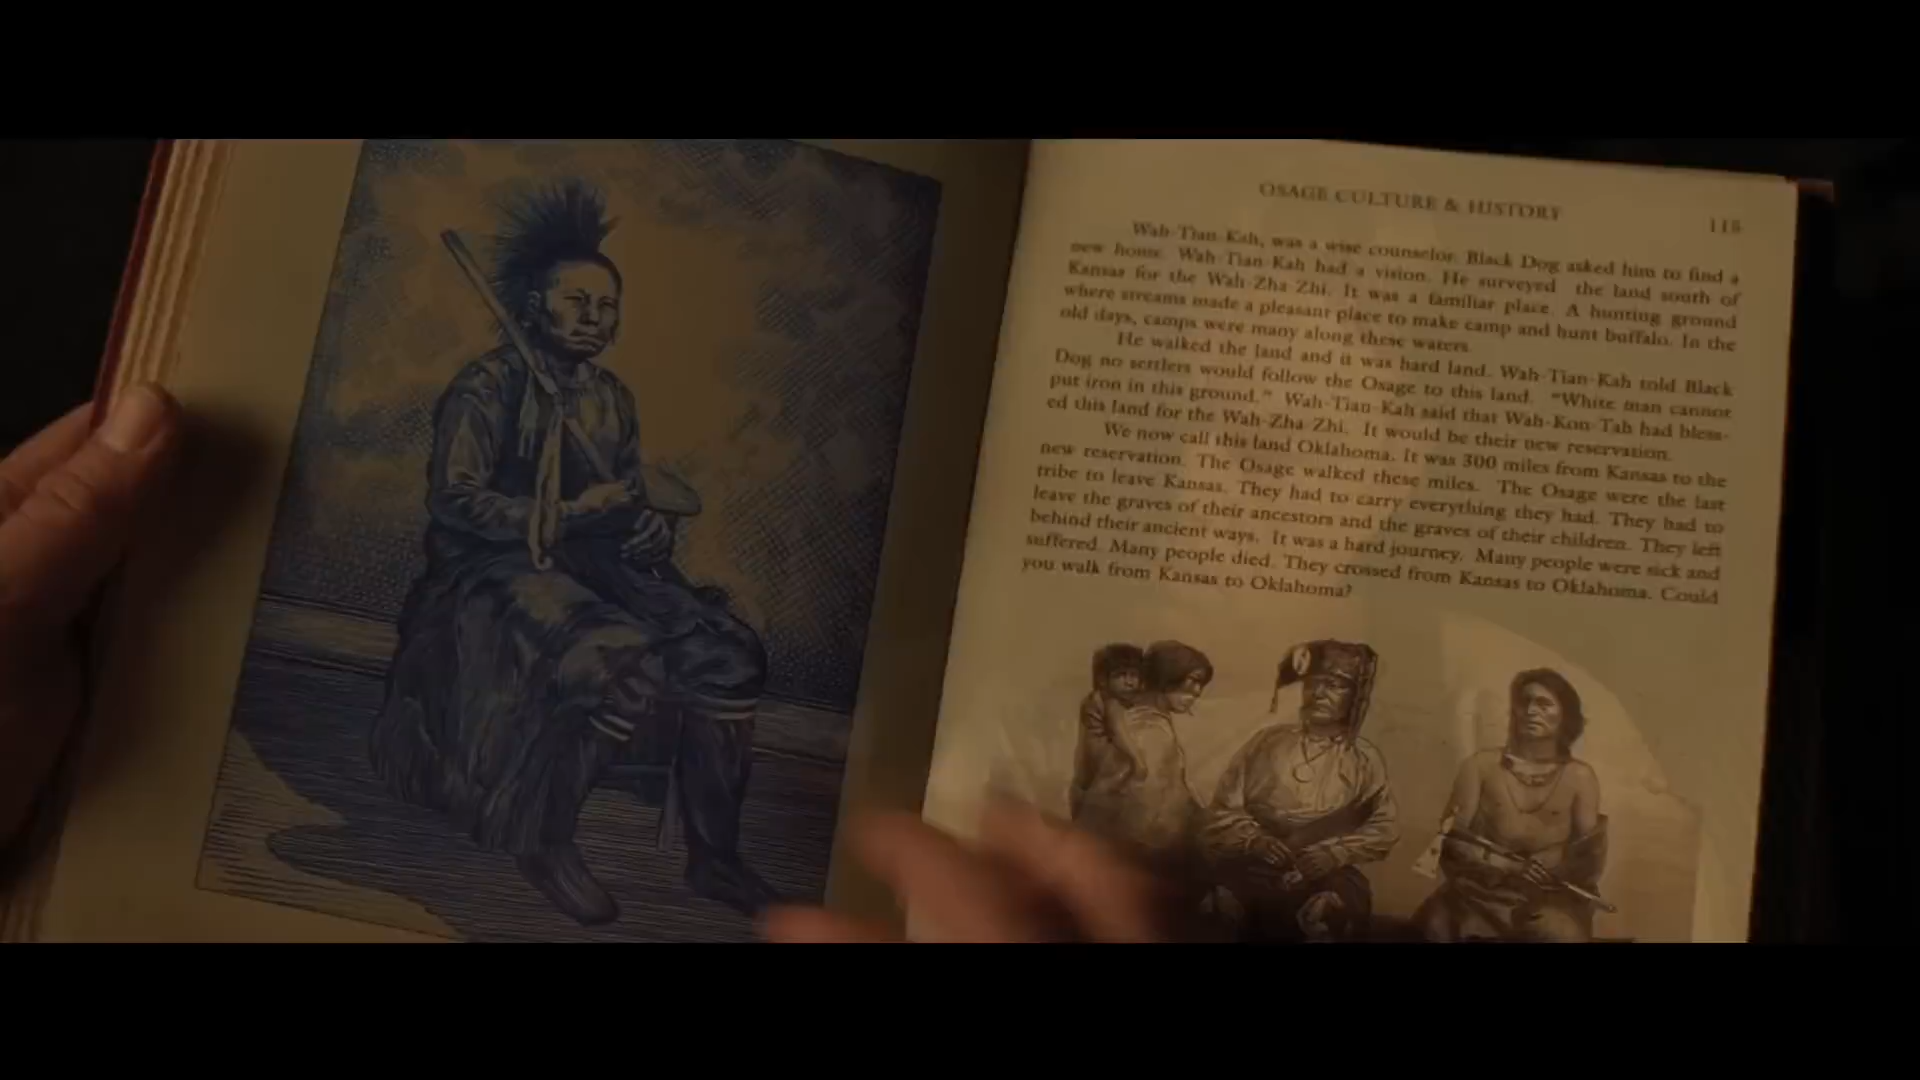 OSAGE CULTURE & HISTORY
115
Wah-Tian-Kah, was a wise counselor. Black Dog asked him to find a
new home. Wah-Tian-Kah had a vision. He surveyed the land south of
Kansas for the Wah-Zha-Zhi. It was a familiar place. A hunting ground
where streams made a pleasant place to make camp and hunt buffalo. In the
old days, camps were many along these waters.
He walked the land and it was hard land. Wah-Tian-Kah told Black
Dog no settlers would follow the Osage to this land. "White man cannot
put iron in this ground." Wah-Tian-Kah said that Wah-Kon-Tah had bless-
ed this land for the Wah-Zha-Zhi. It would be their new reservation.
We now call this land Oklahoma. It was 300 miles from Kansas to the
new reservation. The Osage walked these miles. The Osage were the last
tribe to leave Kansas. They had to carry everything they had. They had to
leave the graves of their ancestors and the graves of their children. They left
behind their ancient ways. It was a hard journey. Many people were sick and
suffered. Many people died. They crossed from Kansas to Oklahoma. Could
you walk from Kansas to Oklahoma?